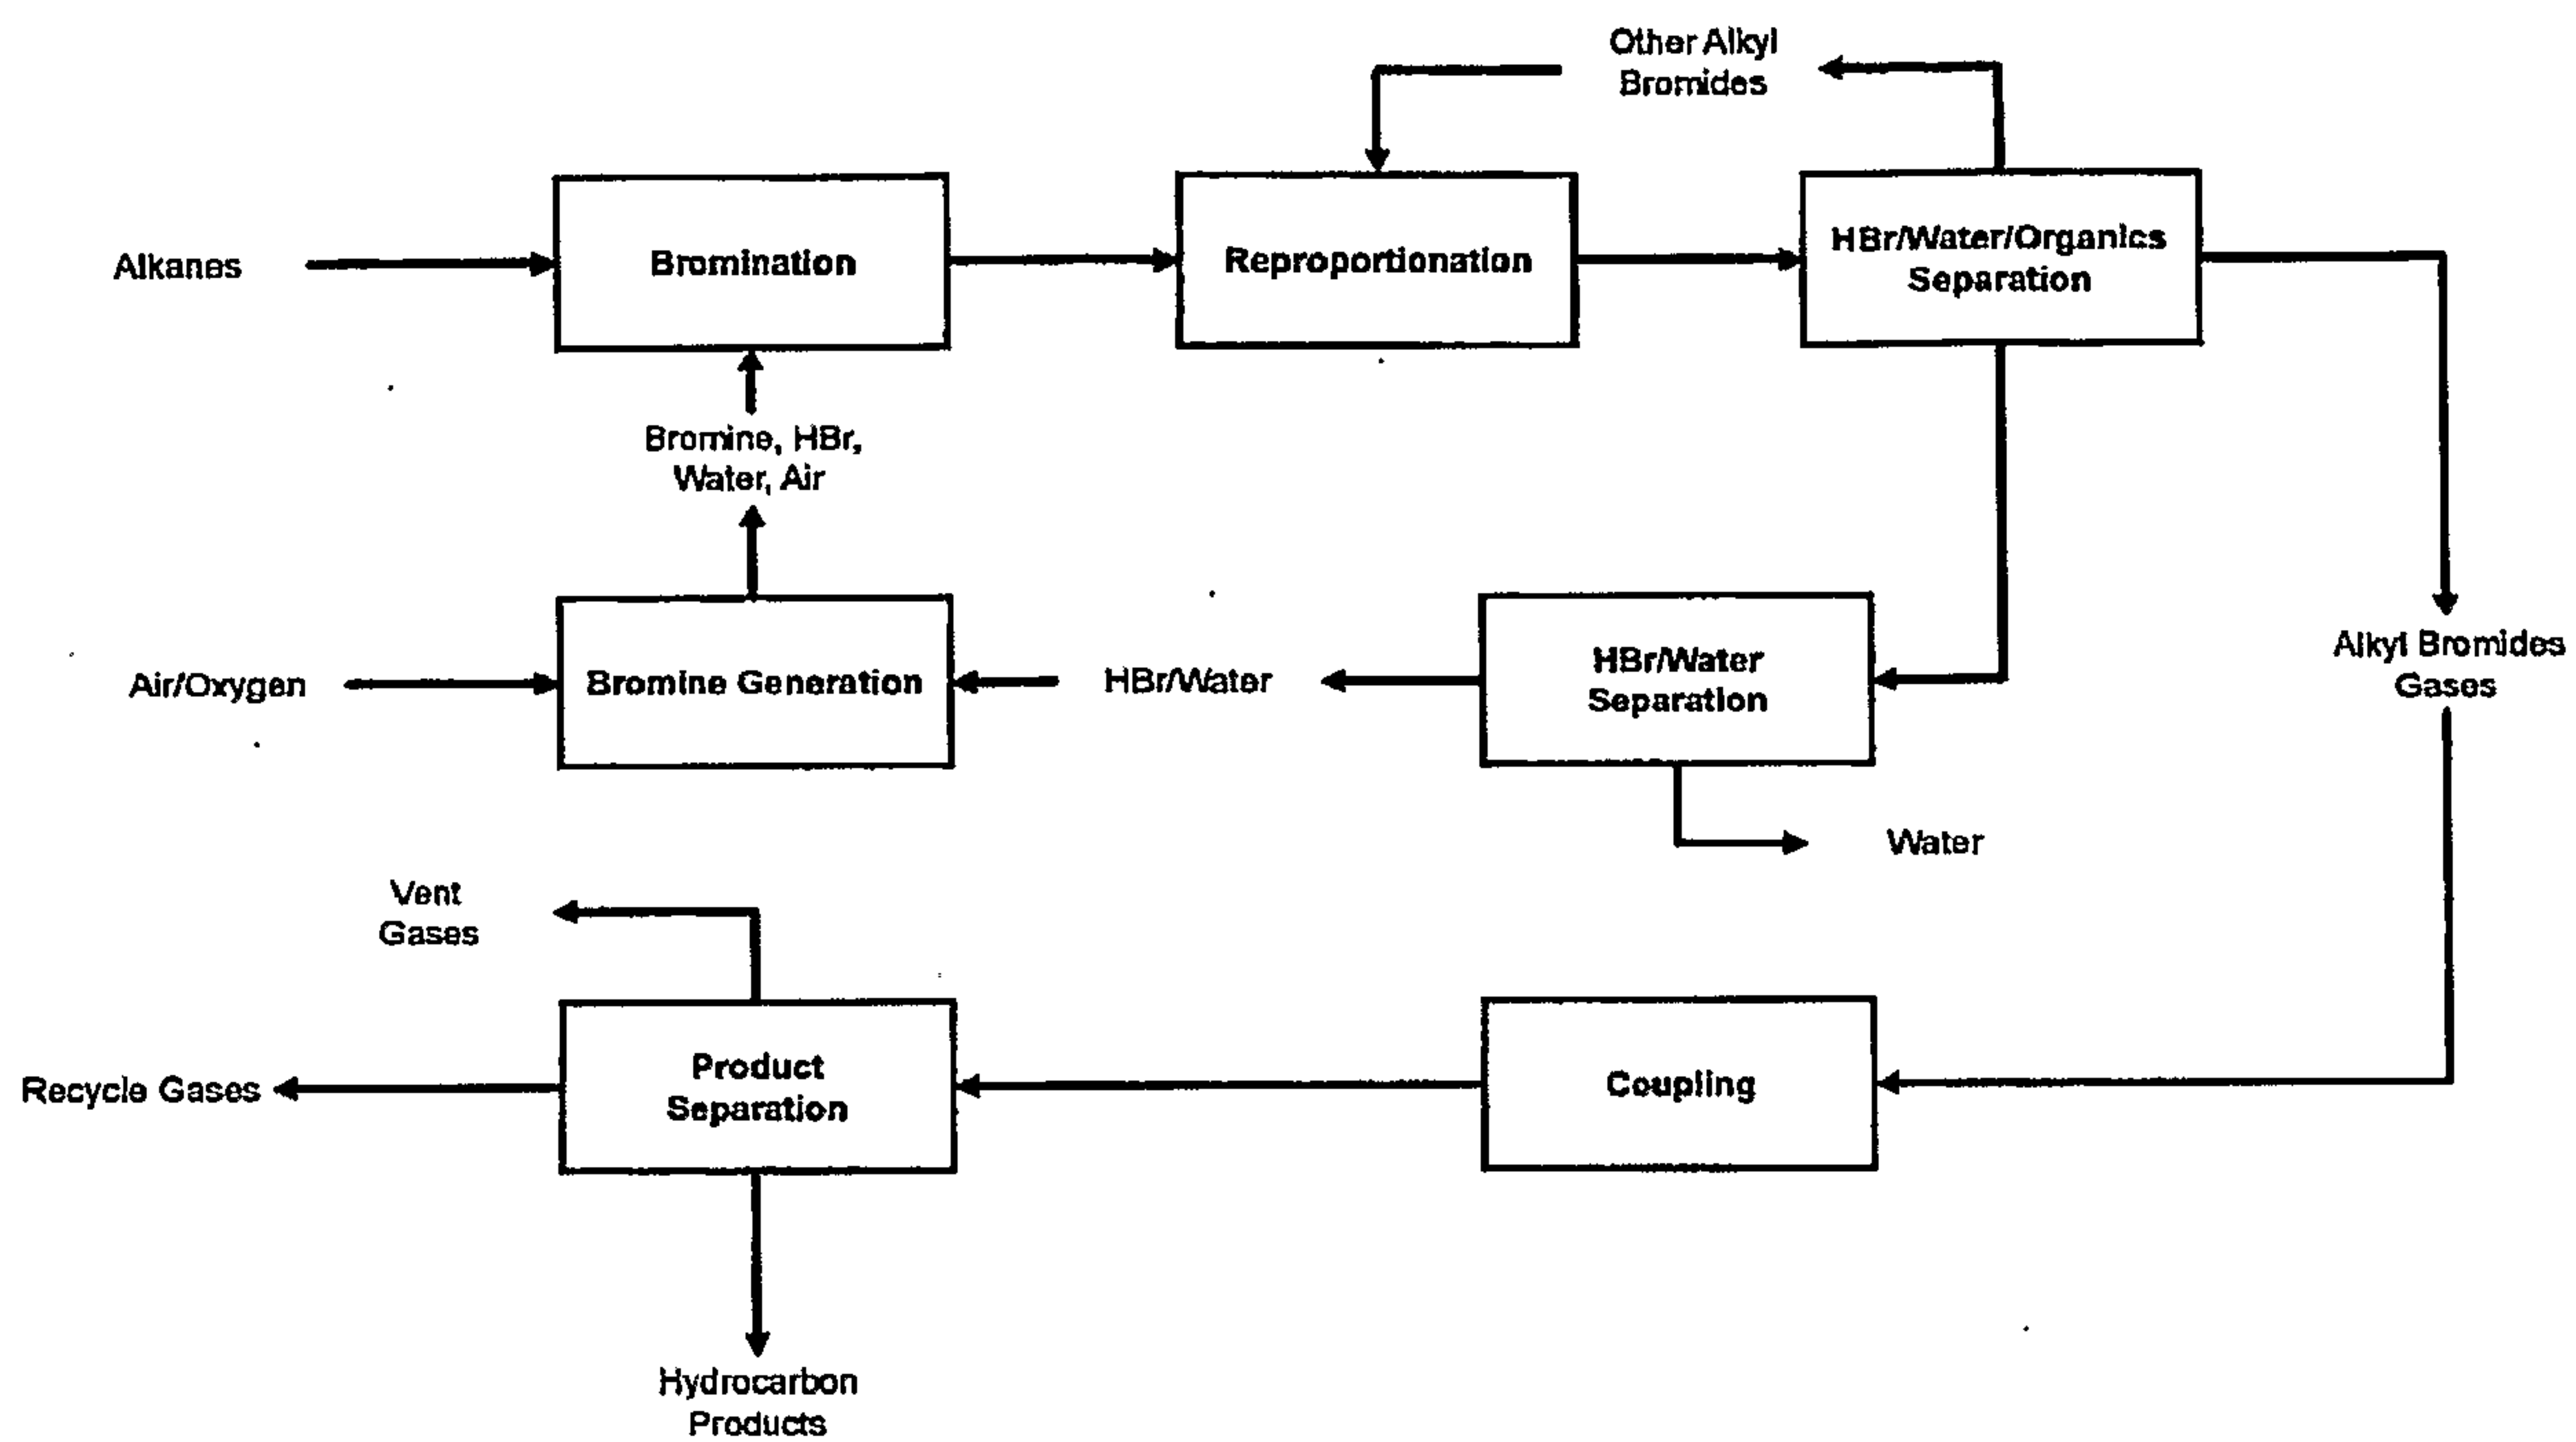 Other Alkyl
Bromides
Alkanes
Bromination
Reproportionation
HBr/Water/Organics
Separation
Bromine, HBr,
Water, Air
Air/Oxygen
Bromine Generation
HBr/Water
HBr/Water
Separation
Alkyl Bromides
Gases
Water
Vent
Gases
Recycle Gases
Product
Separation
Coupling
Hydrocarbon
Products